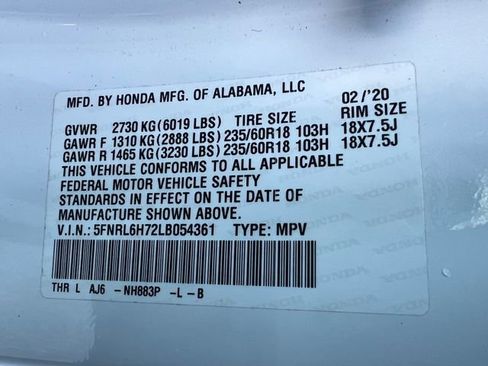 MFD. BY HONDA MFG. OF ALABAMA, LLC
02 /'20
GVWR 2730 KG (6019 LBS) TIRE SIZE RIM SIZE
GAWR F 1310 KG (2888 LBS) 235/60R18 103H 18X7.5J
GAWR R 1465 KG (3230 LBS) 235/60R18 103H 18X7.5J
THIS VEHICLE CONFORMS TO ALL APPLICABLE
FEDERAL MOTOR VEHICLE SAFETY
STANDARDS IN EFFECT ON THE DATE OF
MANUFACTURE SHOWN ABOVE.
V.I.N.: 5FNRL6H72LB054361 TYPE: MPV
THR L AJ6 -NH883P -L -B
HONDA